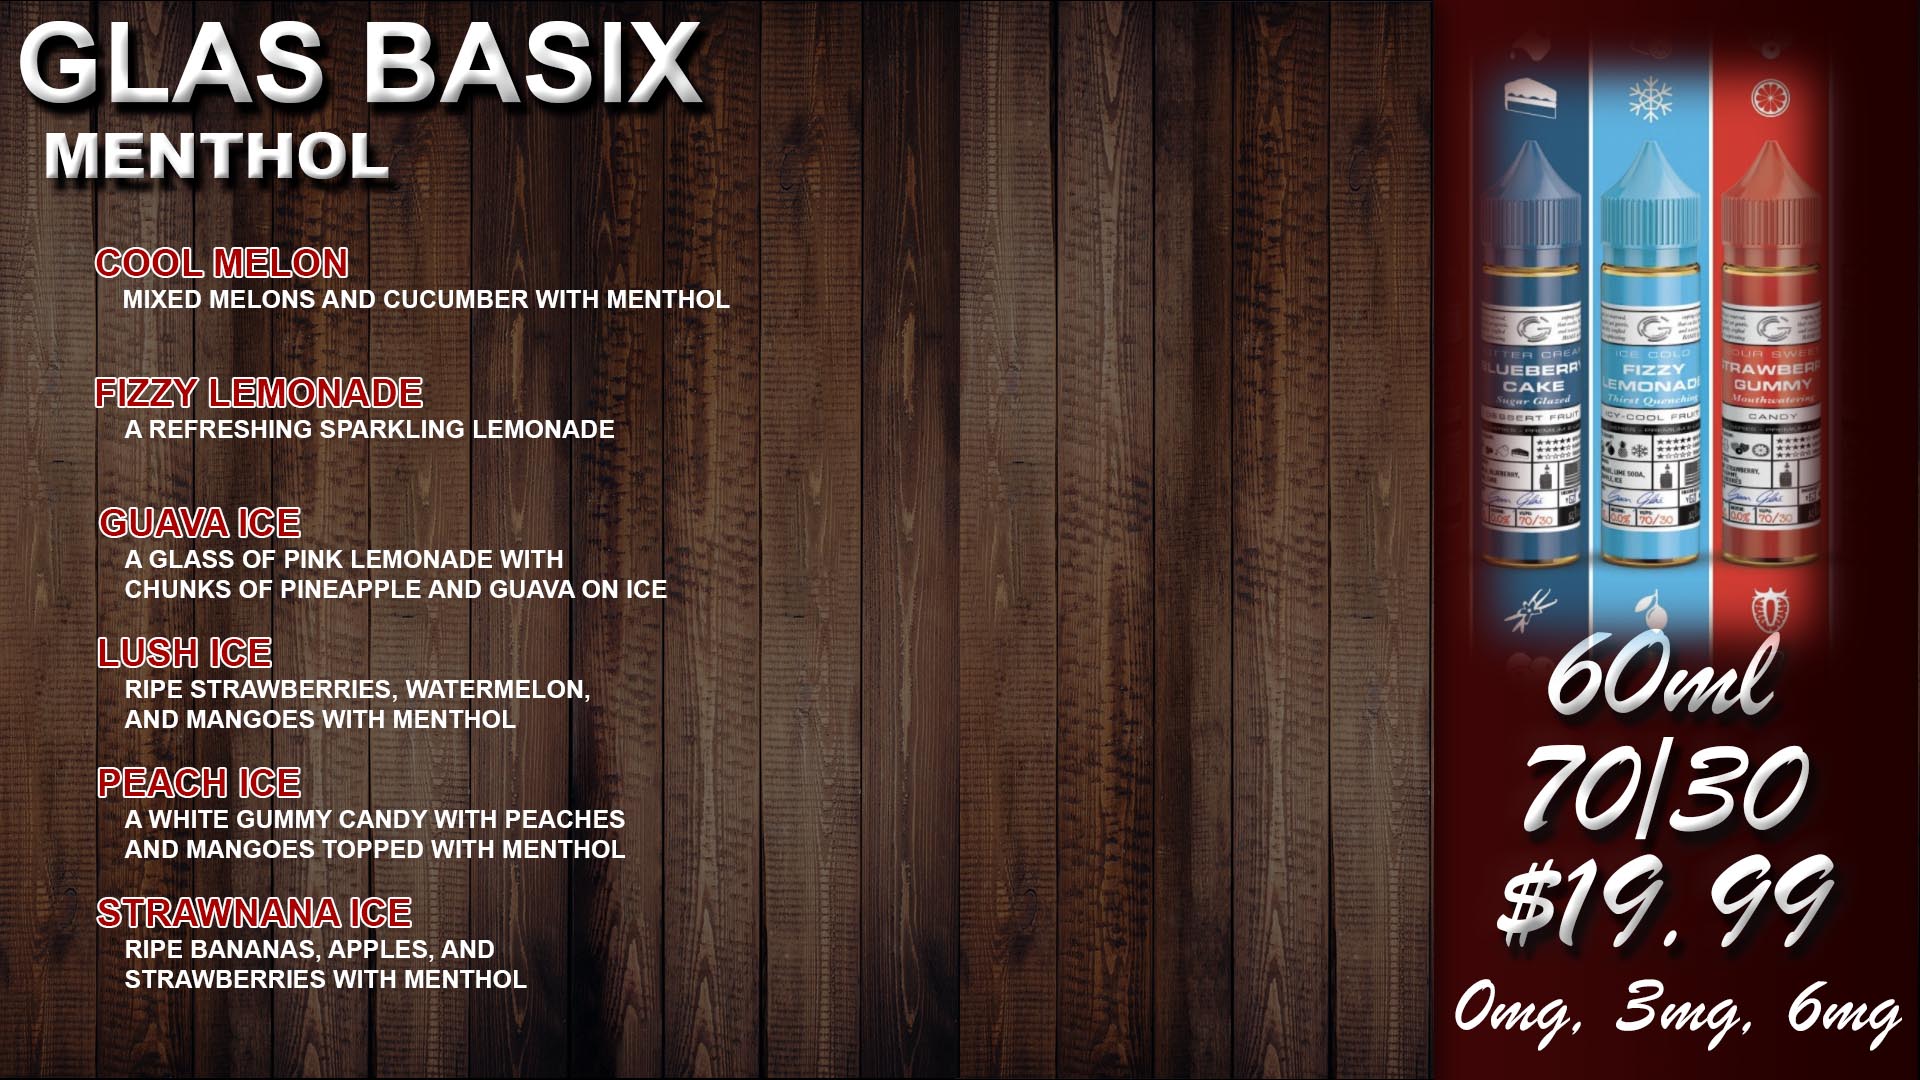 GLAS BASIX
MENTHOL
COOL MELON
MIXED MELONS AND CUCUMBER WITH MENTHOL
FIZZY LEMONADE
A REFRESHING SPARKLING LEMONADE
GUAVA ICE
A GLASS OF PINK LEMONADE WITH
CHUNKS OF PINEAPPLE AND GUAVA ON ICE
LUSH ICE
RIPE STRAWBERRIES, WATERMELON,
AND MANGOES WITH MENTHOL
PEACH ICE
A WHITE GUMMY CANDY WITH PEACHES
AND MANGOES TOPPED WITH MENTHOL
STRAWNANA ICE
RIPE BANANAS, APPLES, AND
STRAWBERRIES WITH MENTHOL
CAKE
Sugar Glazed
70/30
ICE COLD
FIZZY
Thirst Quenching
ICY-COOL FRUIT
70/30
GUMMY
Mouthwatering
CANDY
70/30
60ml
70|30
$19.99
0mg, 3mg, 6mg